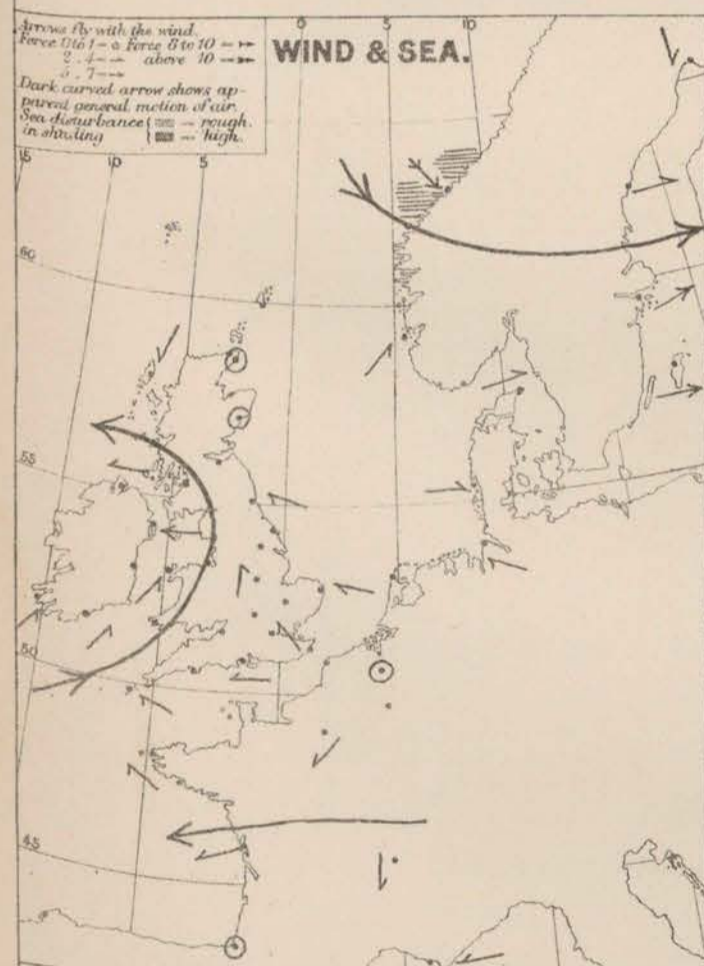 Arrows fly with the wind.
Force 0 to 1 – o Force 8 to 10 –
2 . 4 – above 10 –
5 . 7 –
Dark curved arrow shows ap-
parent general motion of air.
Sea disturbance – rough.
in shading – high.
WIND & SEA.
0 5 10
15 10 5
60
55
50
45